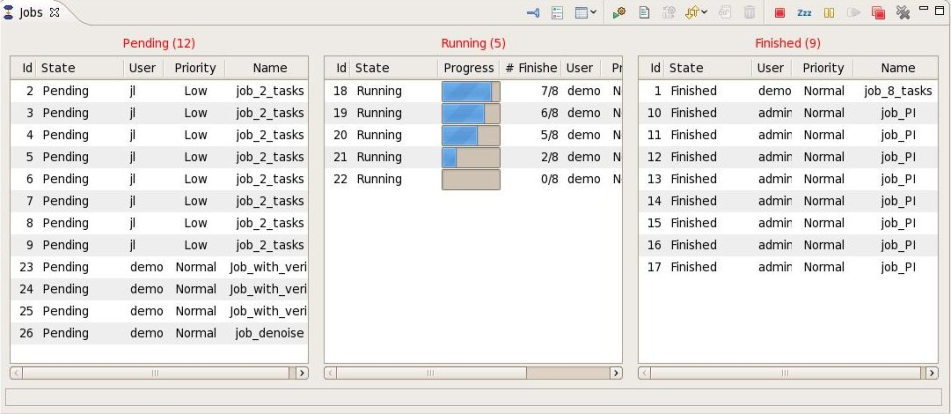 Jobs
Zzz
Pending (12)
Id State User Priority Name
2 Pending jl Low job_2_tasks
3 Pending jl Low job_2_tasks
4 Pending jl Low job_2_tasks
5 Pending jl Low job_2_tasks
6 Pending jl Low job_2_tasks
7 Pending jl Low job_2_tasks
8 Pending jl Low job_2_tasks
9 Pending jl Low job_2_tasks
23 Pending demo Normal Job_with_veri
24 Pending demo Normal Job_with_veri
25 Pending demo Normal Job_with_veri
26 Pending demo Normal job_denoise
Running (5)
Id State Progress # Finishe User Pr
18 Running 7/8 demo N
19 Running 6/8 demo N
20 Running 5/8 demo N
21 Running 2/8 demo N
22 Running 0/8 demo N
Finished (9)
Id State User Priority Name
1 Finished demo Normal job_8_tasks
10 Finished admin Normal job_PI
11 Finished admin Normal job_PI
12 Finished admin Normal job_PI
13 Finished admin Normal job_PI
14 Finished admin Normal job_PI
15 Finished admin Normal job_PI
16 Finished admin Normal job_PI
17 Finished admin Normal job_PI